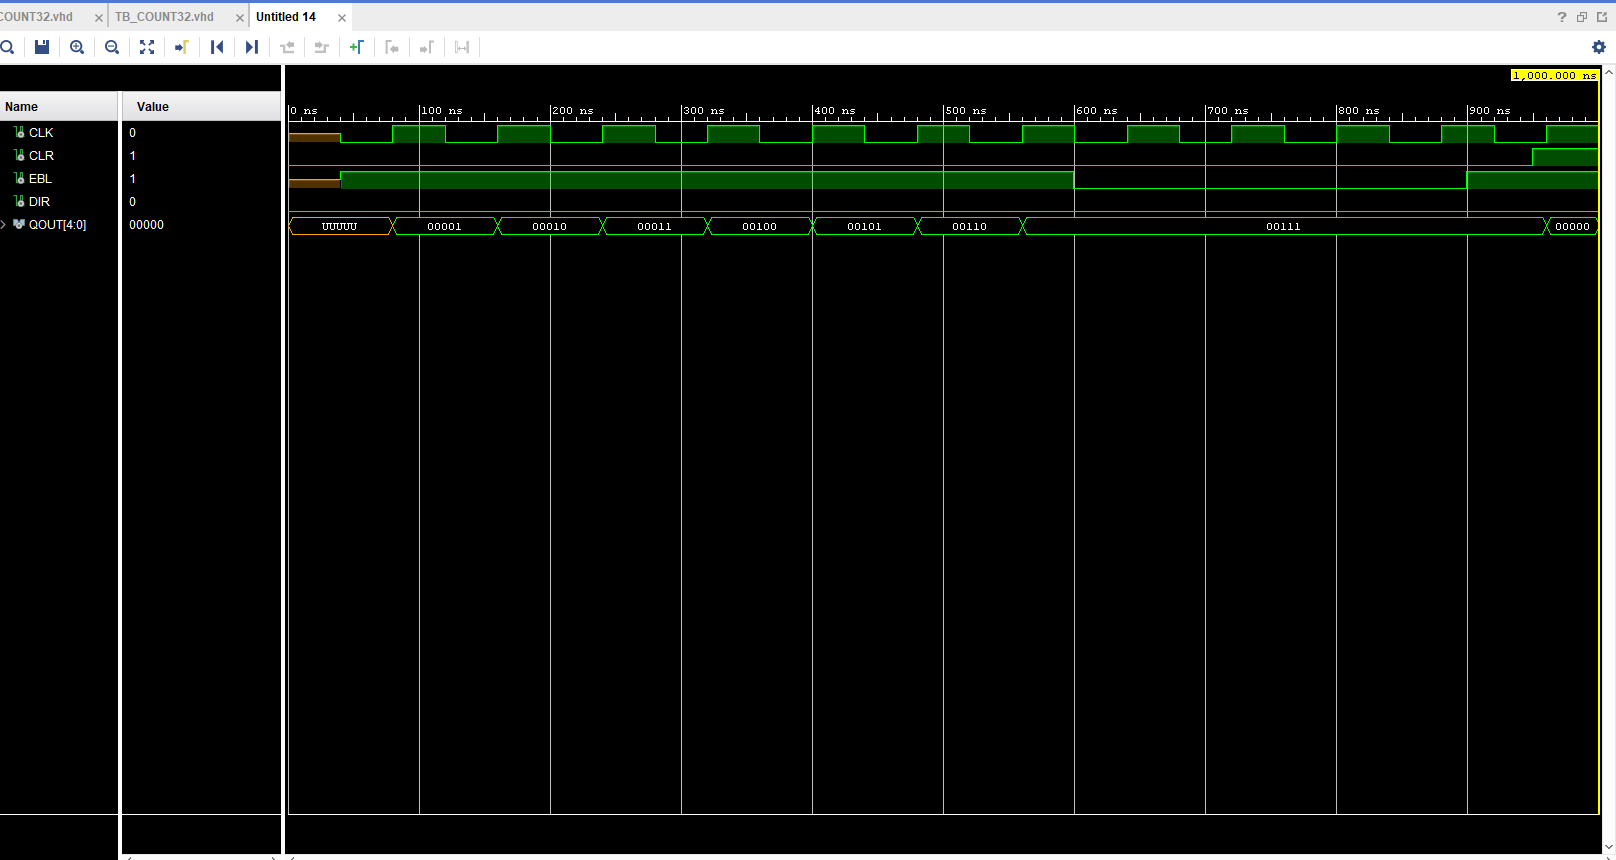 COUNT32.vhd × TB_COUNT32.vhd × Untitled 14 ×
?
1,000.000 ns
Name Value
0 ns 100 ns 200 ns 300 ns 400 ns 500 ns 600 ns 700 ns 800 ns 900 ns
CLK 0
CLR 1
EBL 1
DIR 0
QOUT[4:0] 00000 UUUUU 00001 00010 00011 00100 00101 00110 00111 00000